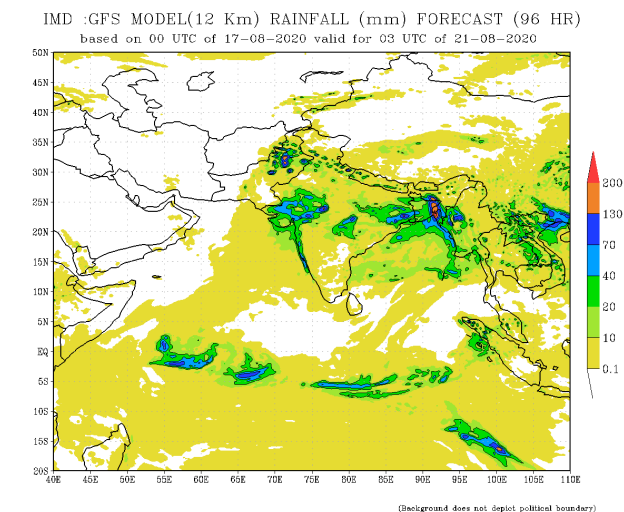 IMD :GFS MODEL(12 Km) RAINFALL (mm) FORECAST (96 HR)
based on 00 UTC of 17-08-2020 valid for 03 UTC of 21-08-2020
50N
45N
40N
35N
30N
25N
20N
15N
10N
5N
EQ
5S
10S
15S
20S
40E 45E 50E 55E 60E 65E 70E 75E 80E 85E 90E 95E 100E 105E 110E
200
130
70
40
20
10
0.1
(Background does not depict political boundary)